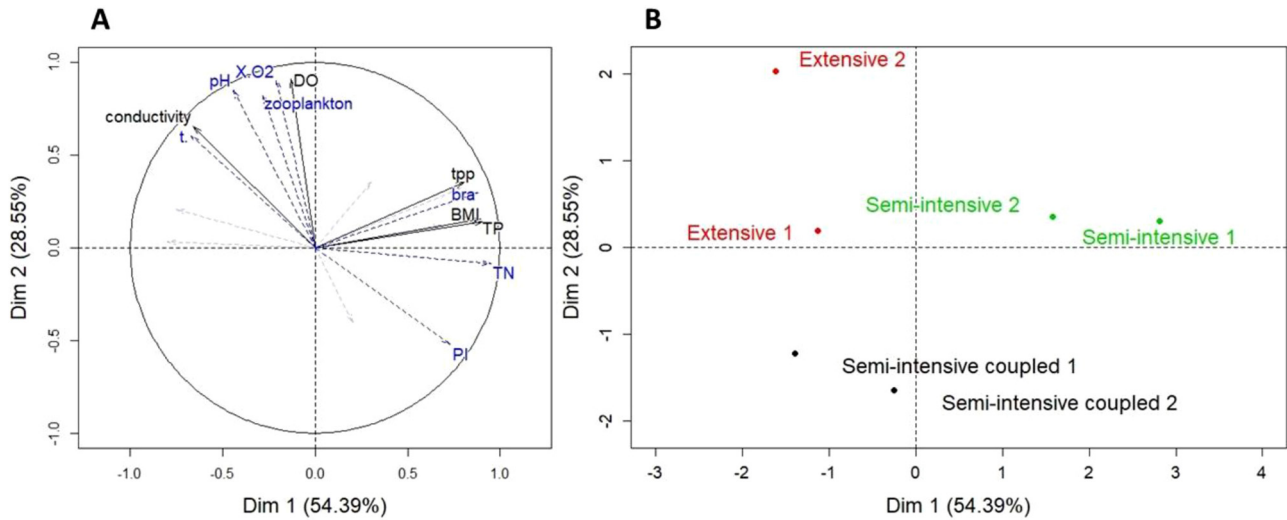 A
1.0
0.5
0.0
-0.5
-1.0
Dim 2 (28.55%)
pH
X.O2
DO
zooplankton
conductivity
t.
tpp
bra
BMI
TP
TN
PI
-1.0
-0.5
0.0
0.5
1.0
Dim 1 (54.39%)
B
2
1
0
-1
-2
Dim 2 (28.55%)
Extensive 2
Semi-intensive 2
Extensive 1
Semi-intensive 1
Semi-intensive coupled 1
Semi-intensive coupled 2
-3
-2
-1
0
1
2
3
4
Dim 1 (54.39%)